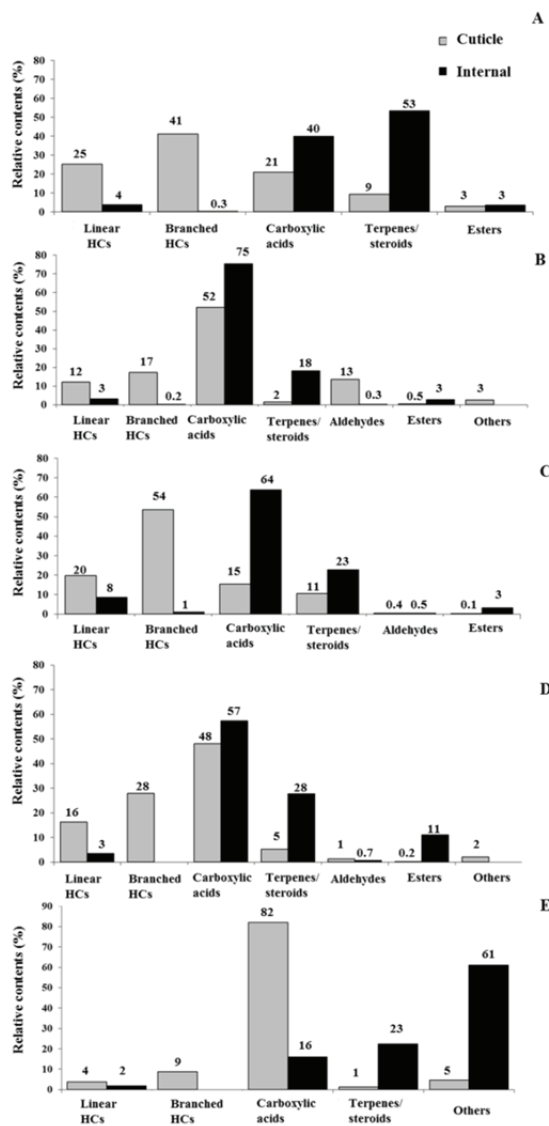 A
Cuticle
Internal
Relative contents (%)
80
70
60
50
40
30
20
10
0
25
4
41
0.3
21
40
9
53
3
3
Linear HCs
Branched HCs
Carboxylic acids
Terpenes/ steroids
Esters
B
Relative contents (%)
80
70
60
50
40
30
20
10
0
12
3
17
0.2
52
75
2
18
13
0.3
0.5
3
3
Linear HCs
Branched HCs
Carboxylic acids
Terpenes/ steroids
Aldehydes
Esters
Others
C
Relative contents (%)
80
70
60
50
40
30
20
10
0
20
8
54
1
15
64
11
23
0.4
0.5
0.1
3
Linear HCs
Branched HCs
Carboxylic acids
Terpenes/ steroids
Aldehydes
Esters
D
Relative contents (%)
80
70
60
50
40
30
20
10
0
16
3
28
48
57
5
28
1
0.7
0.2
11
2
Linear HCs
Branched HCs
Carboxylic acids
Terpenes/ steroids
Aldehydes
Esters
Others
E
Relative contents (%)
90
80
70
60
50
40
30
20
10
0
4
2
9
82
16
1
23
5
61
Linear HCs
Branched HCs
Carboxylic acids
Terpenes/ steroids
Others